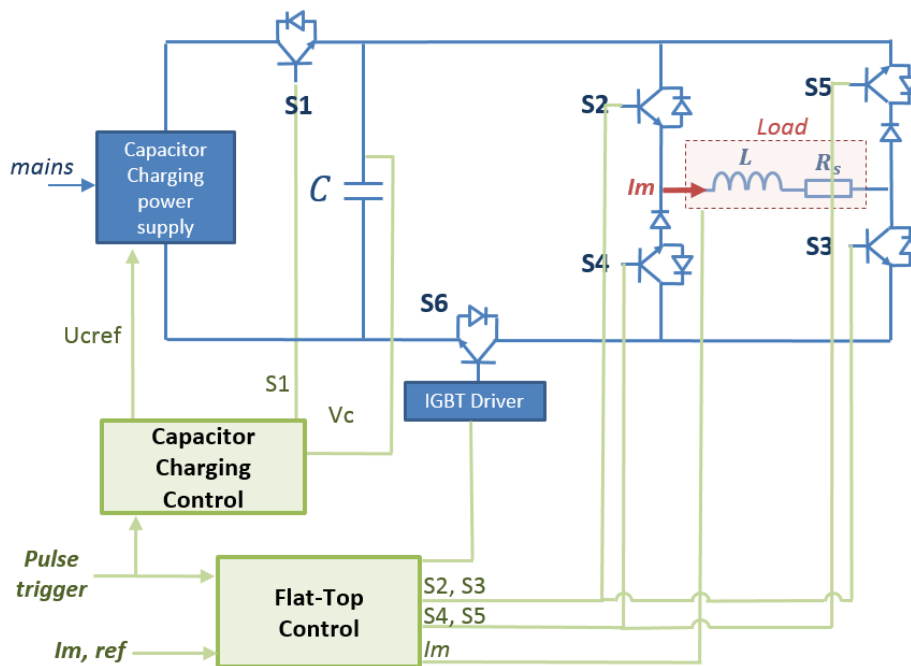 S1
S2
S5
Load
Capacitor
Charging
power
supply
mains
C
L
Rs
Im
S4
S3
S6
Ucref
S1
Vc
IGBT Driver
Capacitor
Charging
Control
Pulse
trigger
Flat-Top
Control
S2, S3
S4, S5
Im
Im, ref